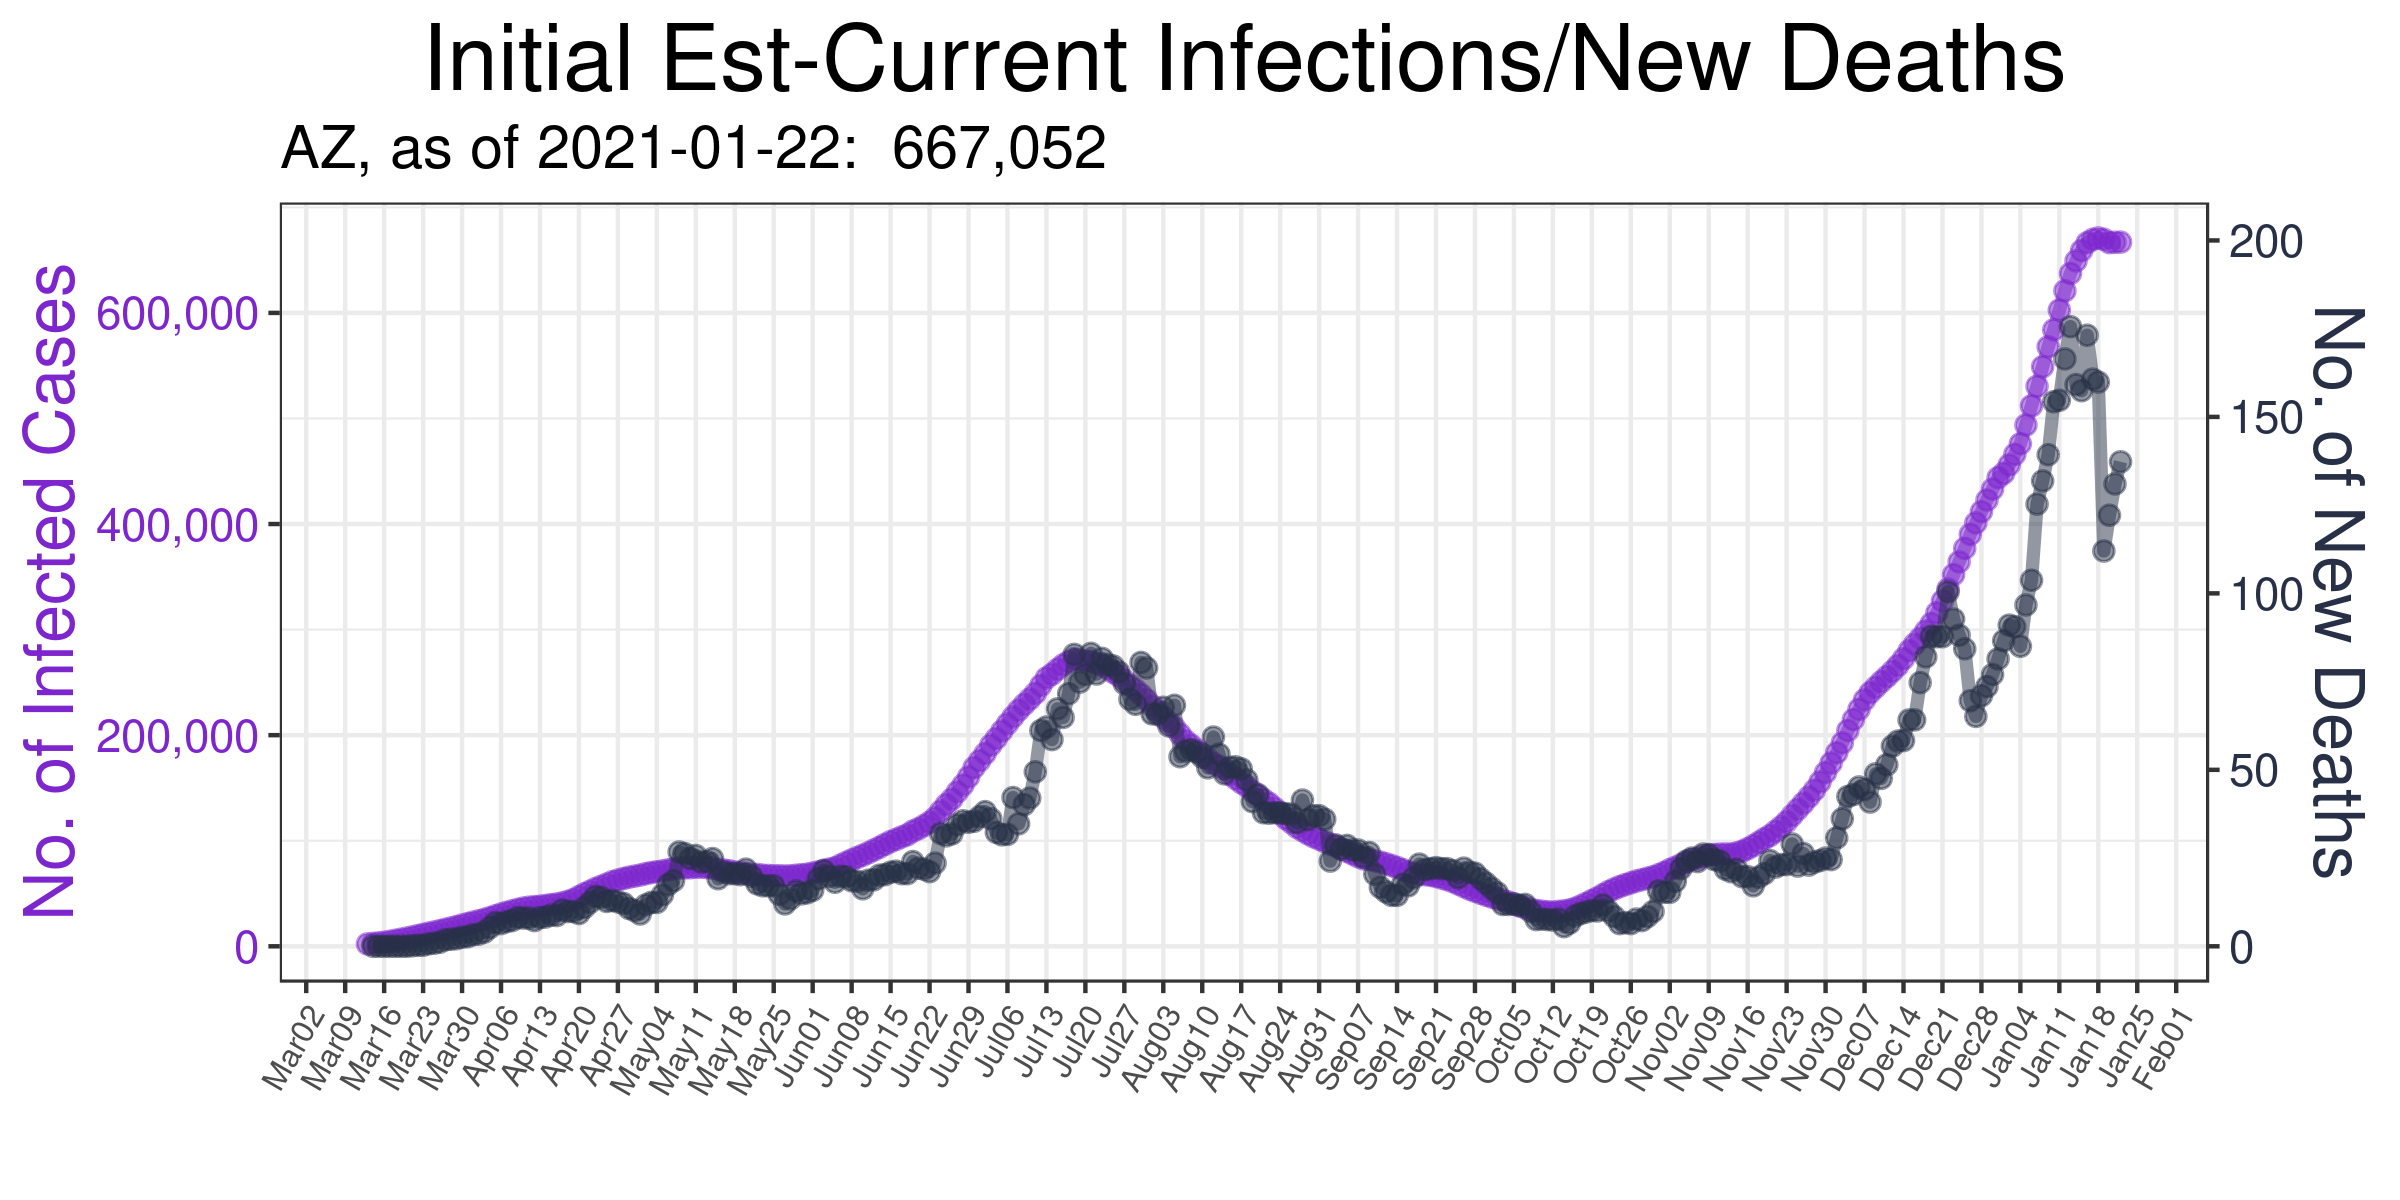 Initial Est-Current Infections/New Deaths
AZ, as of 2021-01-22:  667,052
No. of Infected Cases
600,000
400,000
200,000
0
200
150
100
50
0
No. of New Deaths
Mar02
Mar09
Mar16
Mar23
Mar30
Apr06
Apr13
Apr20
Apr27
May04
May11
May18
May25
Jun01
Jun08
Jun15
Jun22
Jun29
Jul06
Jul13
Jul20
Jul27
Aug03
Aug10
Aug17
Aug24
Aug31
Sep07
Sep14
Sep21
Sep28
Oct05
Oct12
Oct19
Oct26
Nov02
Nov09
Nov16
Nov23
Nov30
Dec07
Dec14
Dec21
Dec28
Jan04
Jan11
Jan18
Jan25
Feb01